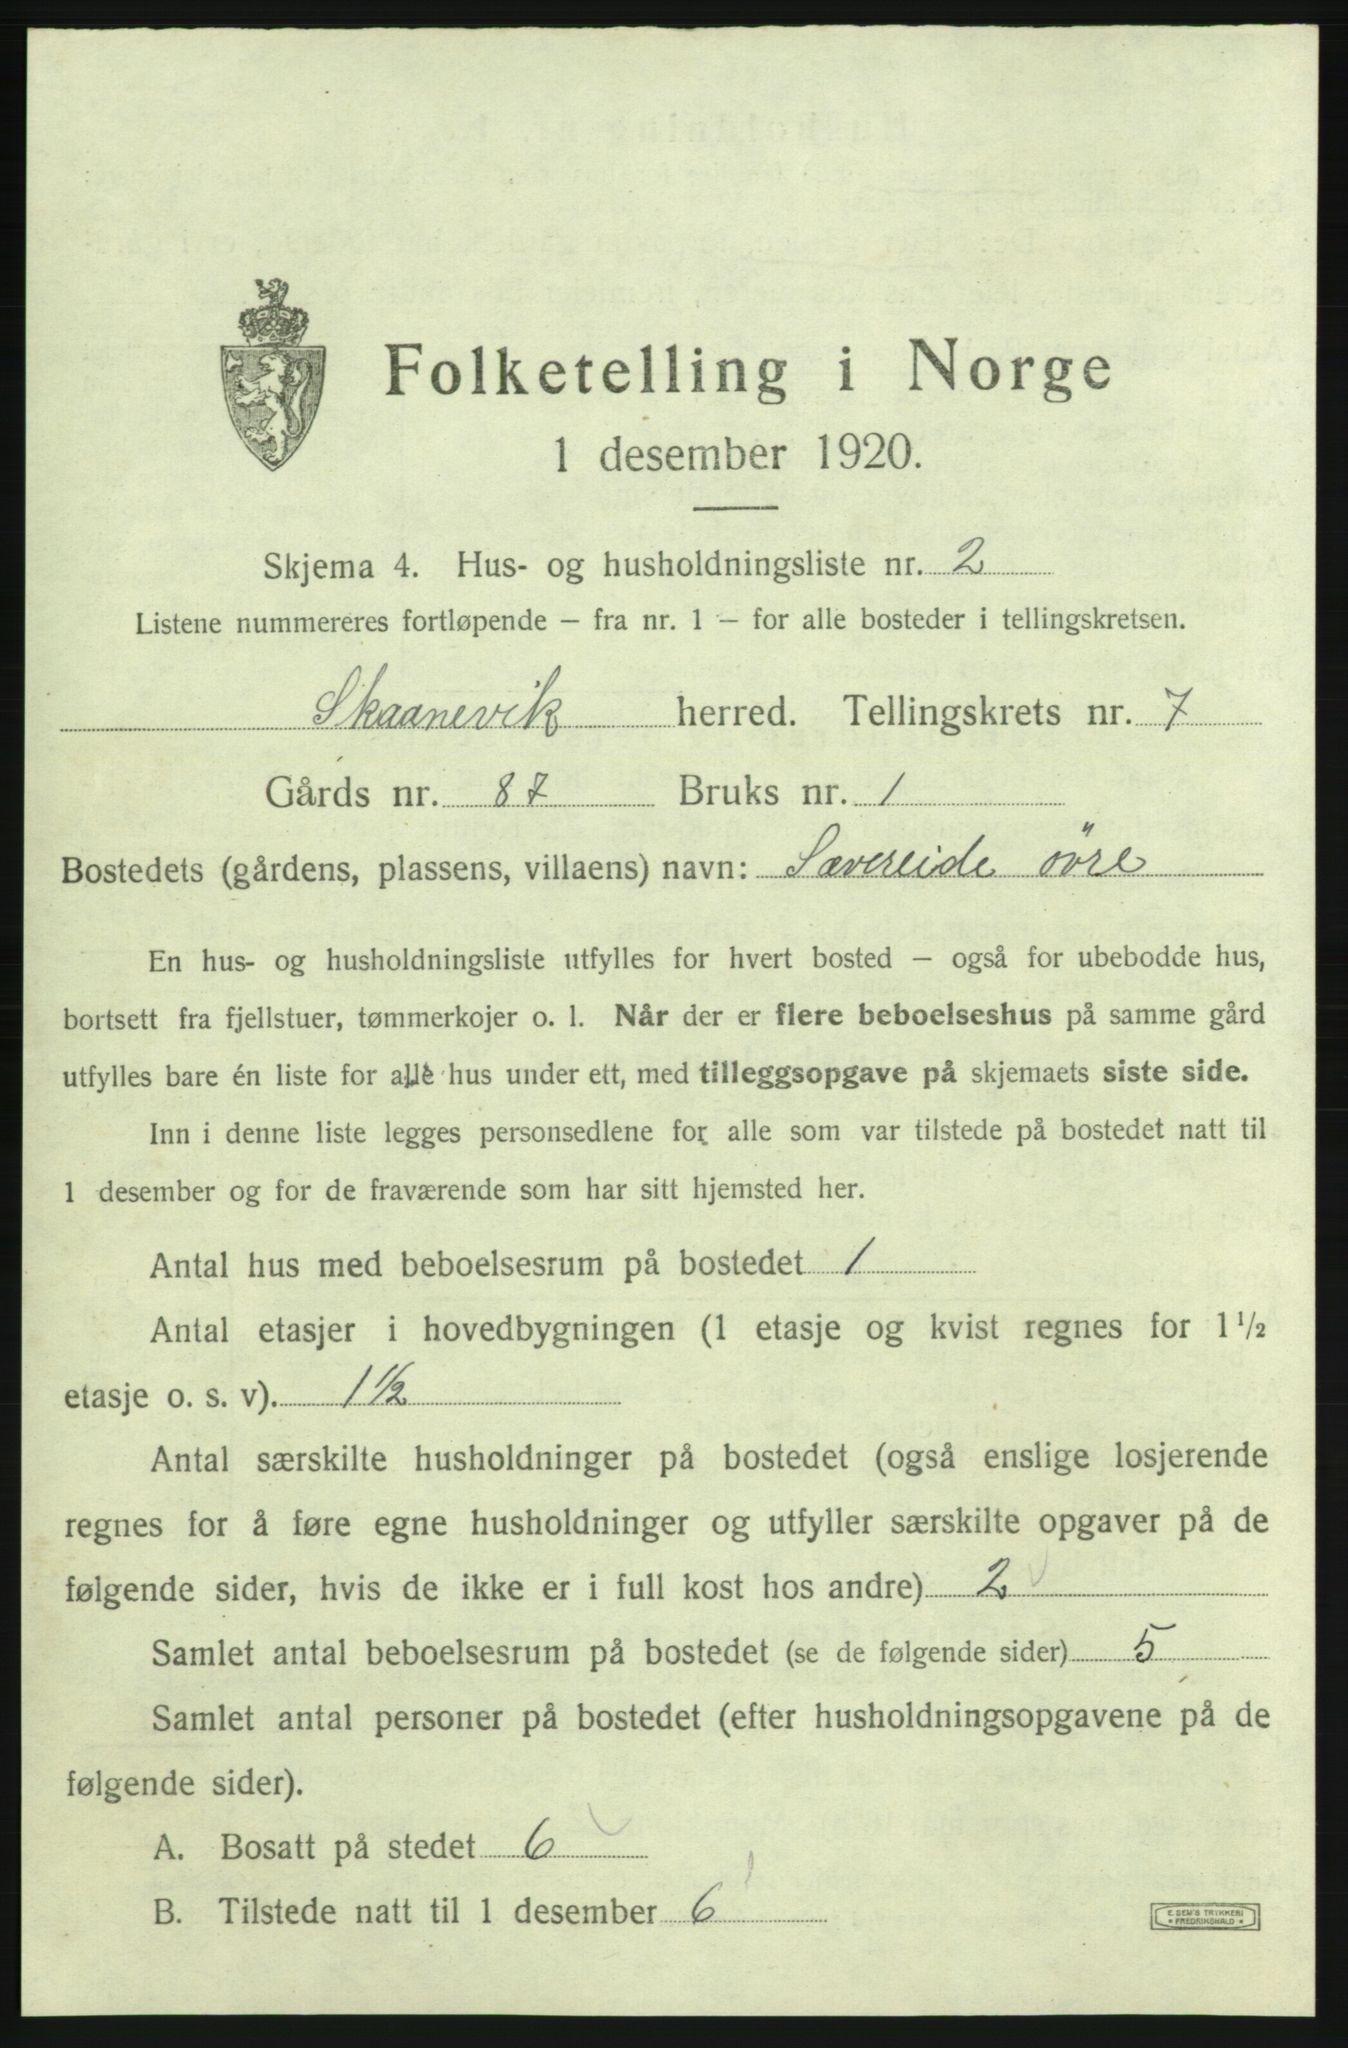 Folketelling i Norge
1 desember 1920.
Skjema 4. Hus- og husholdningsliste nr. 2
Listene nummereres fortløpende – fra nr. 1 – for alle bosteder i tellingskretsen.
Skaanevik herred. Tellingskrets nr. 7
Gårds nr. 87 Bruks nr. 1
Bostedets (gårdens, plassens, villaens) navn: Sævereide övre
En hus- og husholdningsliste utfylles for hvert bosted – også for ubebodde hus,
bortsett fra fjellstuer, tømmerkojer o. l. Når der er flere beboelseshus på samme gård
utfylles bare én liste for alle hus under ett, med tilleggsopgave på skjemaets siste side.
Inn i denne liste legges personsedlene for alle som var tilstede på bostedet natt til
1 desember og for de fraværende som har sitt hjemsted her.
Antal hus med beboelsesrum på bostedet 1
Antal etasjer i hovedbygningen (1 etasje og kvist regnes for 1 1/2
etasje o. s. v). 1 1/2
Antal særskilte husholdninger på bostedet (også enslige losjerende
regnes for å føre egne husholdninger og utfyller særskilte opgaver på de
følgende sider, hvis de ikke er i full kost hos andre) 2
Samlet antal beboelsesrum på bostedet (se de følgende sider) 5
Samlet antal personer på bostedet (efter husholdningsopgavene på de
følgende sider).
A. Bosatt på stedet 6
B. Tilstede natt til 1 desember 6
E. SEM'S TRYKKERI
* FREDRIKSHALD *